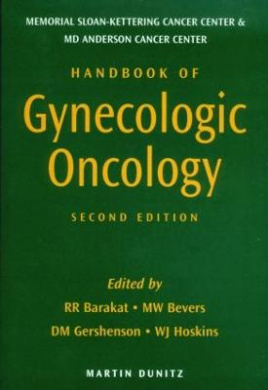 MEMORIAL SLOAN-KETTERING CANCER CENTER &
MD ANDERSON CANCER CENTER
HANDBOOK OF
Gynecologic
Oncology
SECOND EDITION
Edited by
RR Barakat • MW Bevers
DM Gershenson • WJ Hoskins
MARTIN DUNITZ